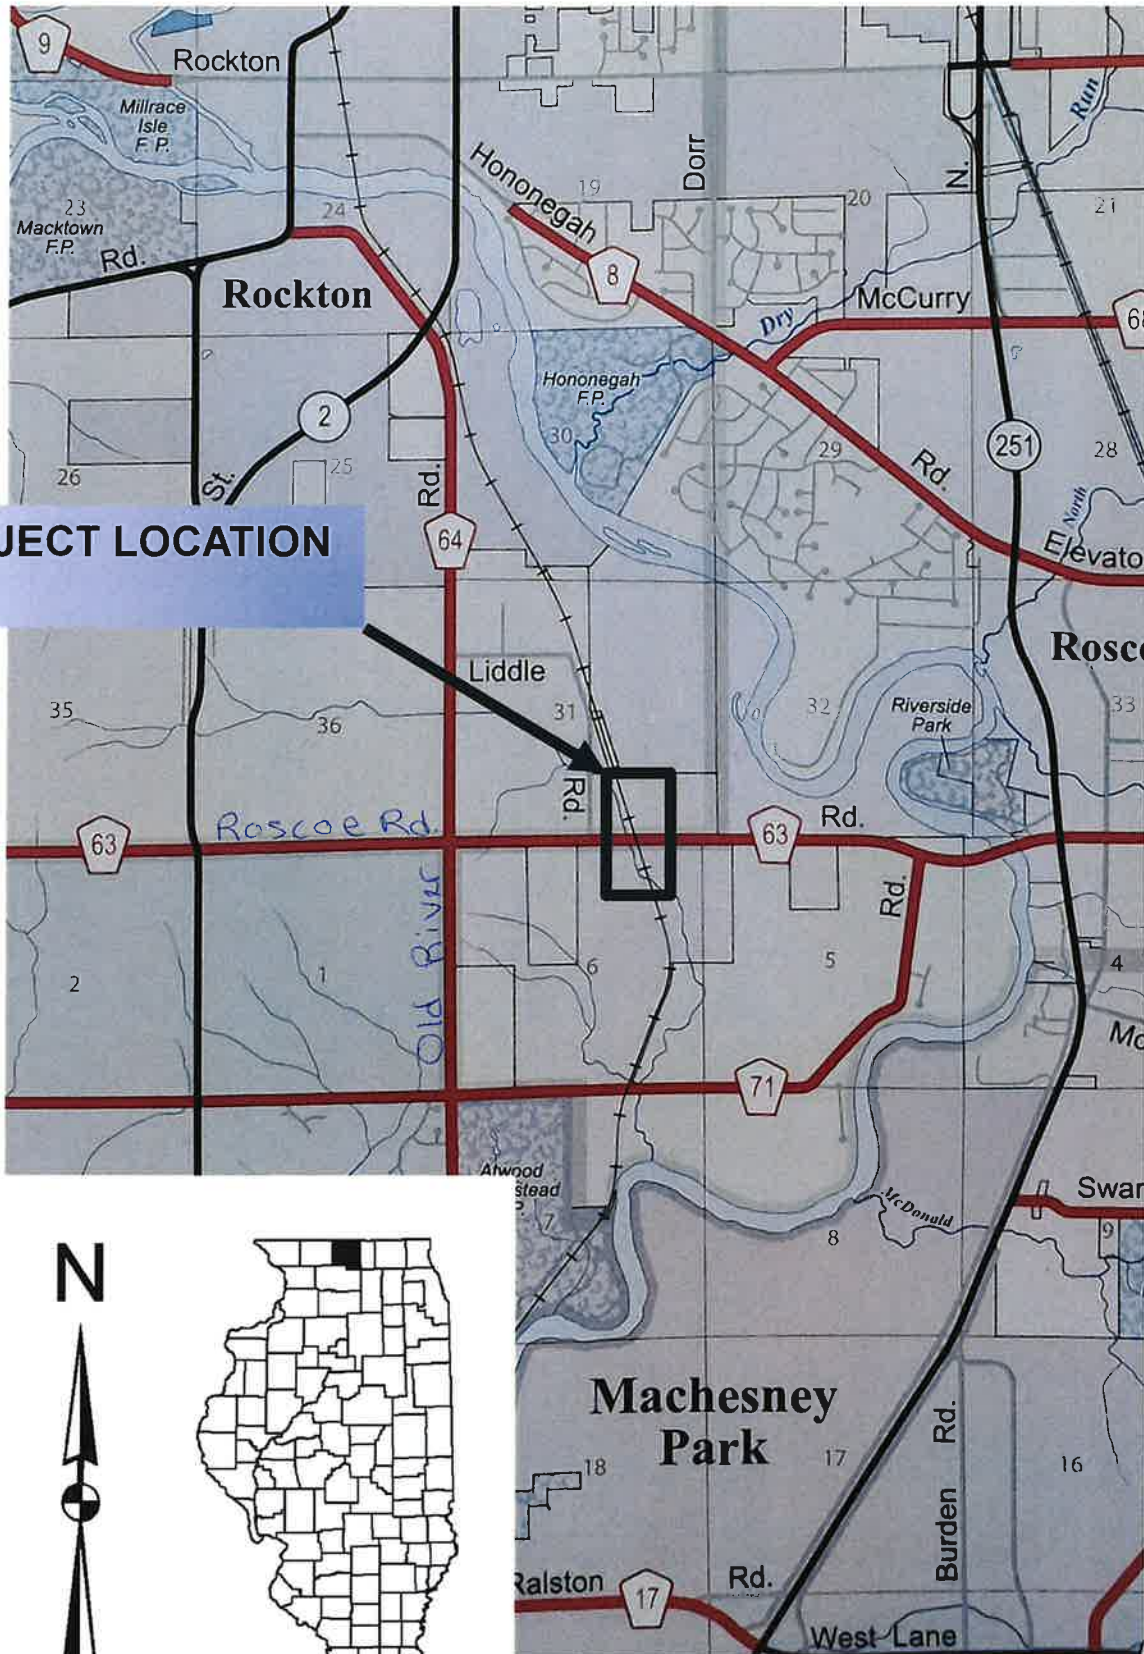 9
Rockton
Millrace
Isle
F.P.
Run
Hononegah
Dorr
N.
19
20
21
23
Macktown
F.P.
24
Rd.
8
Rockton
McCurry
Dry
68
Hononegah
F.P.
2
30
29
251
28
26
St.
25
Rd.
Rd.
North
JECT LOCATION
64
Elevato
Rosco
Liddle
35
36
31
32
Riverside
Park
33
Rd.
63
Roscoe Rd.
63
Rd.
Old River
Rd.
2
1
6
5
4
Mc
71
Atwood
stead
P.
7
McDonald
8
Swan
9
N
Machesney
Park
18
17
Burden Rd.
16
Ralston
17
Rd.
West Lane